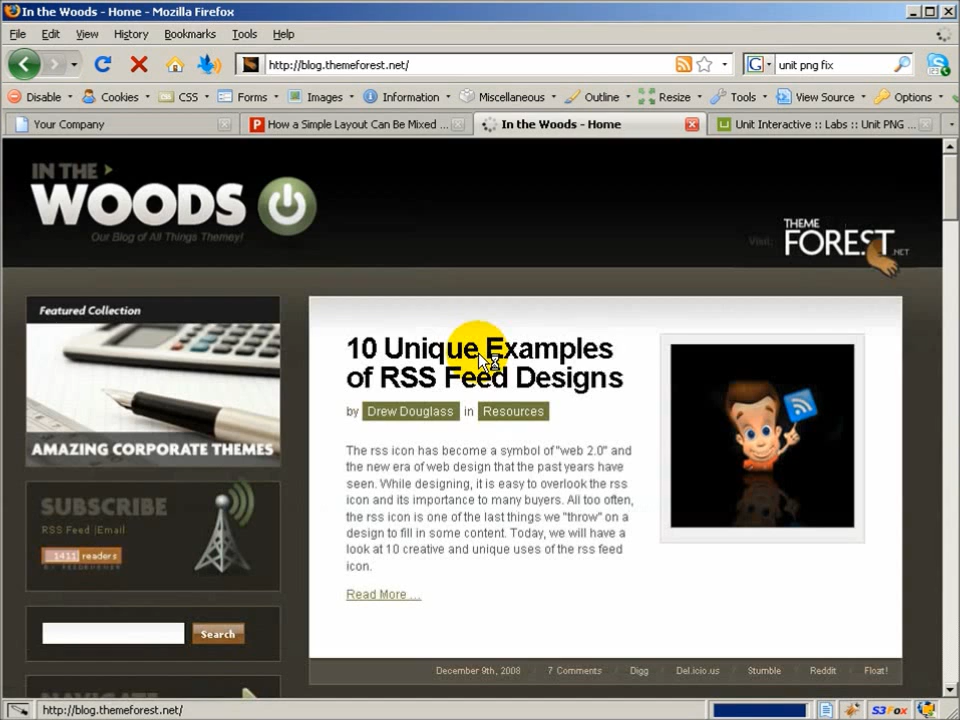 In the Woods - Home - Mozilla Firefox
File Edit View History Bookmarks Tools Help
http://blog.themeforest.net/
unit png fix
Disable Cookies CSS Forms Images Information Miscellaneous Outline Resize Tools View Source Options
Your Company
How a Simple Layout Can Be Mixed ...
In the Woods - Home
Unit Interactive :: Labs :: Unit PNG ...
IN THE
WOODS
Our Blog of All Things Themey!
Visit:
THEME
FOREST
.NET
Featured Collection
AMAZING CORPORATE THEMES
SUBSCRIBE
RSS Feed |Email
1411 readers
BY FEEDBURNER
Search
NAVIGATE
10 Unique Examples
of RSS Feed Designs
by Drew Douglass in Resources
The rss icon has become a symbol of "web 2.0" and
the new era of web design that the past years have
seen. While designing, it is easy to overlook the rss
icon and its importance to many buyers. All too often,
the rss icon is one of the last things we "throw" on a
design to fill in some content. Today, we will have a
look at 10 creative and unique uses of the rss feed
icon.
Read More ...
December 9th, 2008 / 7 Comments / Digg / Del.icio.us / Stumble / Reddit / Float!
http://blog.themeforest.net/
S3Fox